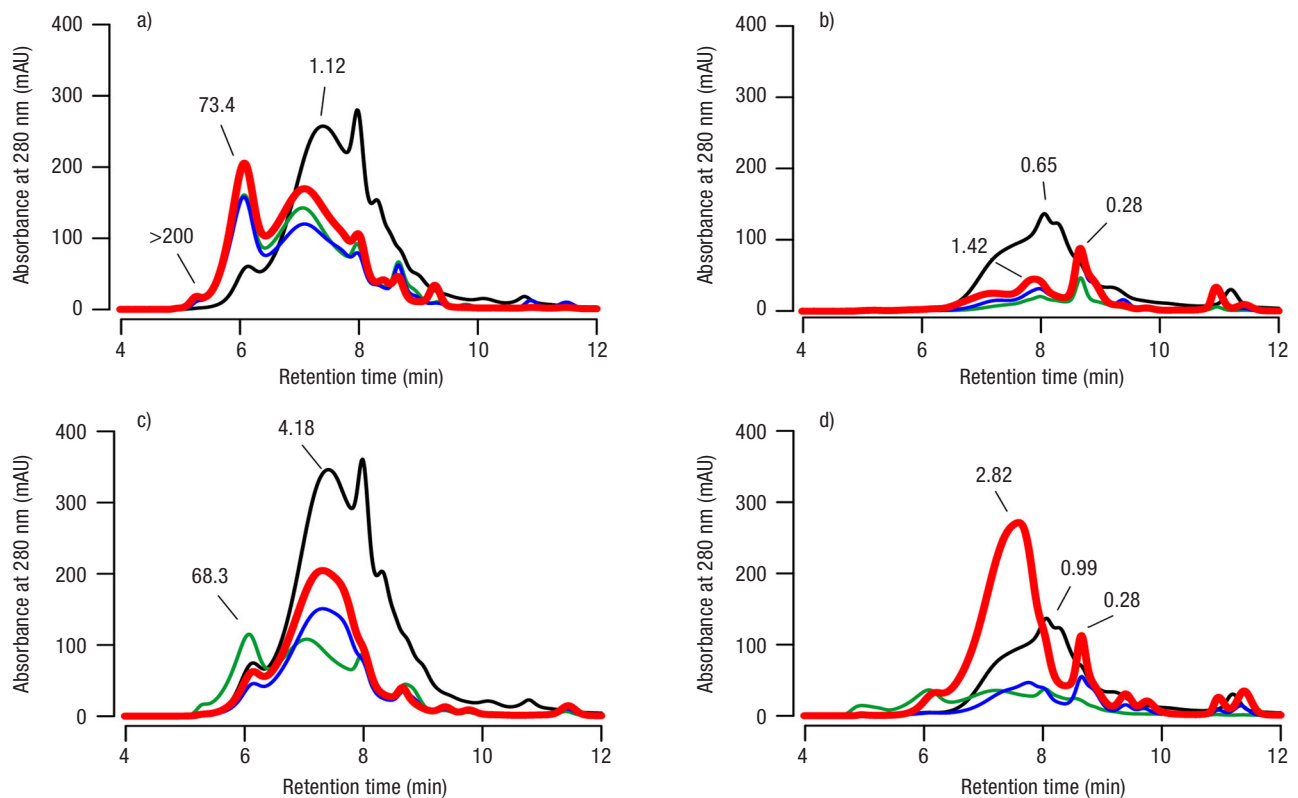 a)
Absorbance at 280 nm (mAU)
400
300
200
100
0
>200
73.4
1.12
4 6 8 10 12
Retention time (min)
b)
Absorbance at 280 nm (mAU)
400
300
200
100
0
1.42
0.65
0.28
4 6 8 10 12
Retention time (min)
c)
Absorbance at 280 nm (mAU)
400
300
200
100
0
68.3
4.18
4 6 8 10 12
Retention time (min)
d)
Absorbance at 280 nm (mAU)
400
300
200
100
0
2.82
0.99
0.28
4 6 8 10 12
Retention time (min)